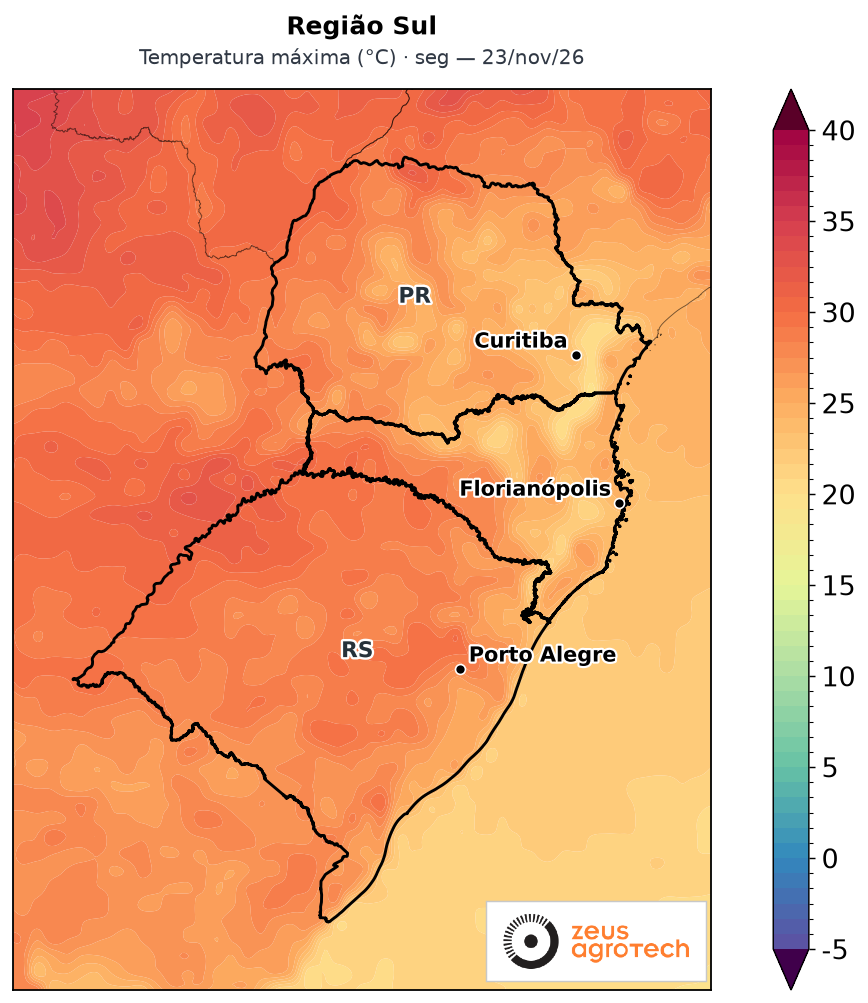 Região Sul
Temperatura máxima (°C) · seg — 23/nov/26
PR
Curitiba
Florianópolis
RS
Porto Alegre
40
35
30
25
20
15
10
5
0
-5
zeus
agrotech